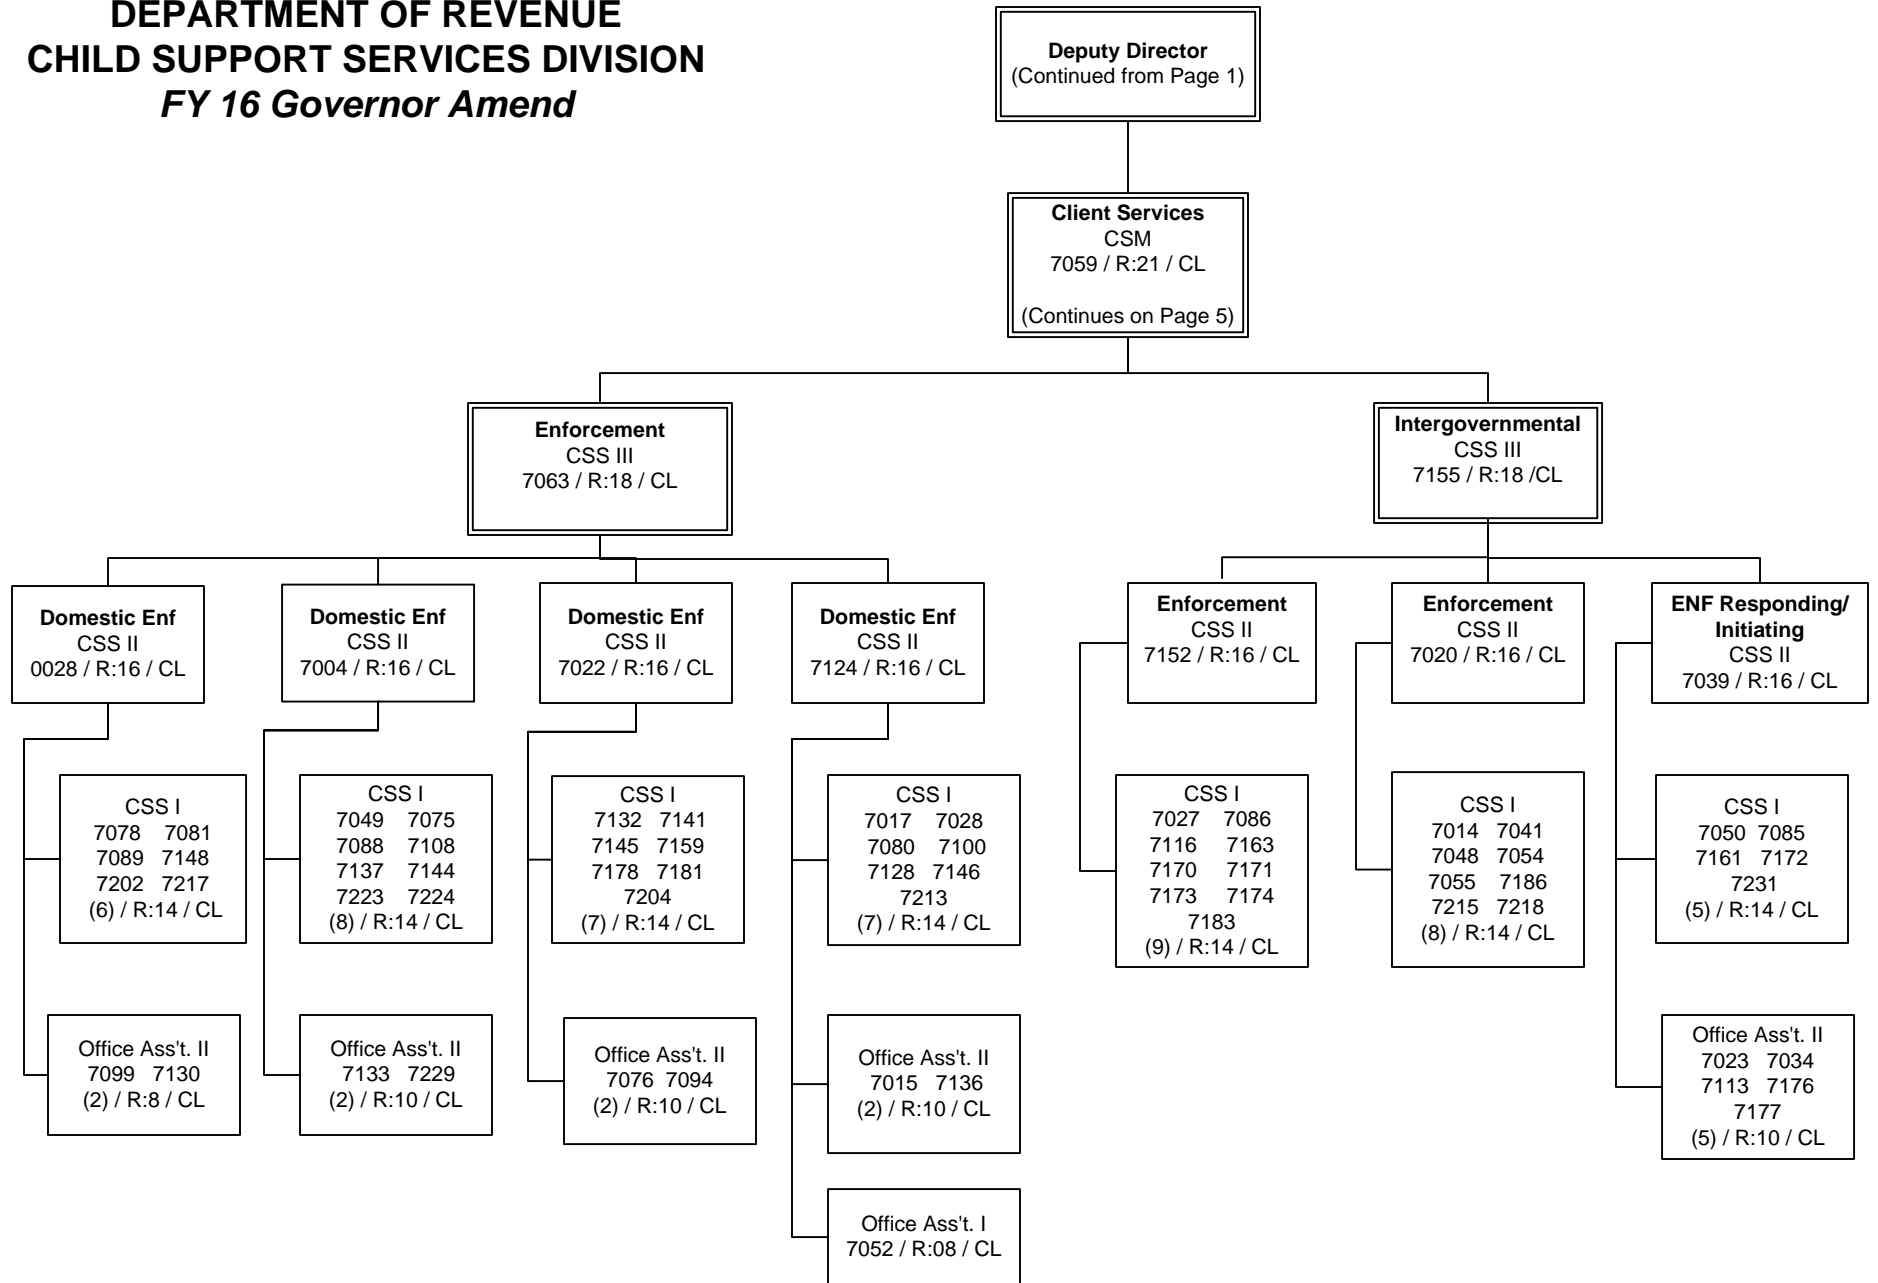 DEPARTMENT OF REVENUE
CHILD SUPPORT SERVICES DIVISION
FY 16 Governor Amend
Deputy Director
(Continued from Page 1)
Client Services
CSM
7059 / R:21 / CL
(Continues on Page 5)
Enforcement
CSS III
7063 / R:18 / CL
Intergovernmental
CSS III
7155 / R:18 /CL
Domestic Enf
CSS II
0028 / R:16 / CL
Domestic Enf
CSS II
7004 / R:16 / CL
Domestic Enf
CSS II
7022 / R:16 / CL
Domestic Enf
CSS II
7124 / R:16 / CL
Enforcement
CSS II
7152 / R:16 / CL
Enforcement
CSS II
7020 / R:16 / CL
ENF Responding/
Initiating
CSS II
7039 / R:16 / CL
CSS I
7078 7081
7089 7148
7202 7217
(6) / R:14 / CL
CSS I
7049 7075
7088 7108
7137 7144
7223 7224
(8) / R:14 / CL
CSS I
7132 7141
7145 7159
7178 7181
7204
(7) / R:14 / CL
CSS I
7017 7028
7080 7100
7128 7146
7213
(7) / R:14 / CL
CSS I
7027 7086
7116 7163
7170 7171
7173 7174
7183
(9) / R:14 / CL
CSS I
7014 7041
7048 7054
7055 7186
7215 7218
(8) / R:14 / CL
CSS I
7050 7085
7161 7172
7231
(5) / R:14 / CL
Office Ass't. II
7099 7130
(2) / R:8 / CL
Office Ass't. II
7133 7229
(2) / R:10 / CL
Office Ass't. II
7076 7094
(2) / R:10 / CL
Office Ass't. II
7015 7136
(2) / R:10 / CL
Office Ass't. II
7023 7034
7113 7176
7177
(5) / R:10 / CL
Office Ass't. I
7052 / R:08 / CL